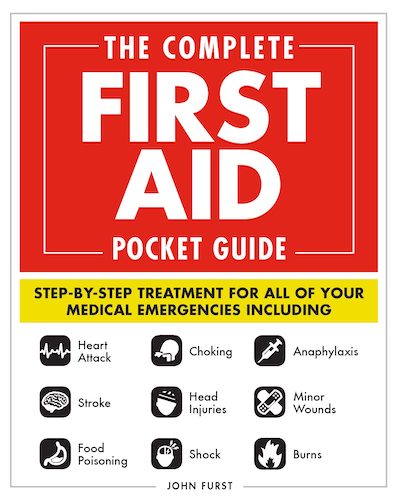 THE COMPLETE
FIRST
AID
POCKET GUIDE
STEP-BY-STEP TREATMENT FOR ALL OF YOUR
MEDICAL EMERGENCIES INCLUDING
Heart
Attack
Choking
Anaphylaxis
Stroke
Head
Injuries
Minor
Wounds
Food
Poisoning
Shock
Burns
JOHN FURST